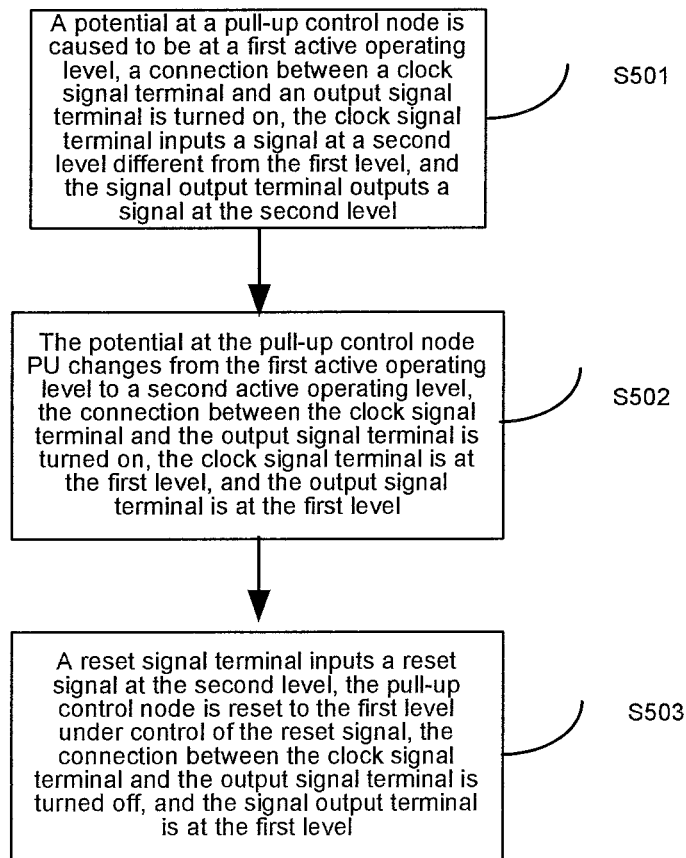 A potential at a pull-up control node is
caused to be at a first active operating
level, a connection between a clock
signal terminal and an output signal
terminal is turned on, the clock signal
terminal inputs a signal at a second
level different from the first level, and
the signal output terminal outputs a
signal at the second level
S501
The potential at the pull-up control node
PU changes from the first active operating
level to a second active operating level,
the connection between the clock signal
terminal and the output signal terminal is
turned on, the clock signal terminal is at
the first level, and the output signal
terminal is at the first level
S502
A reset signal terminal inputs a reset
signal at the second level, the pull-up
control node is reset to the first level
under control of the reset signal, the
connection between the clock signal
terminal and the output signal terminal is
turned off, and the signal output terminal
is at the first level
S503